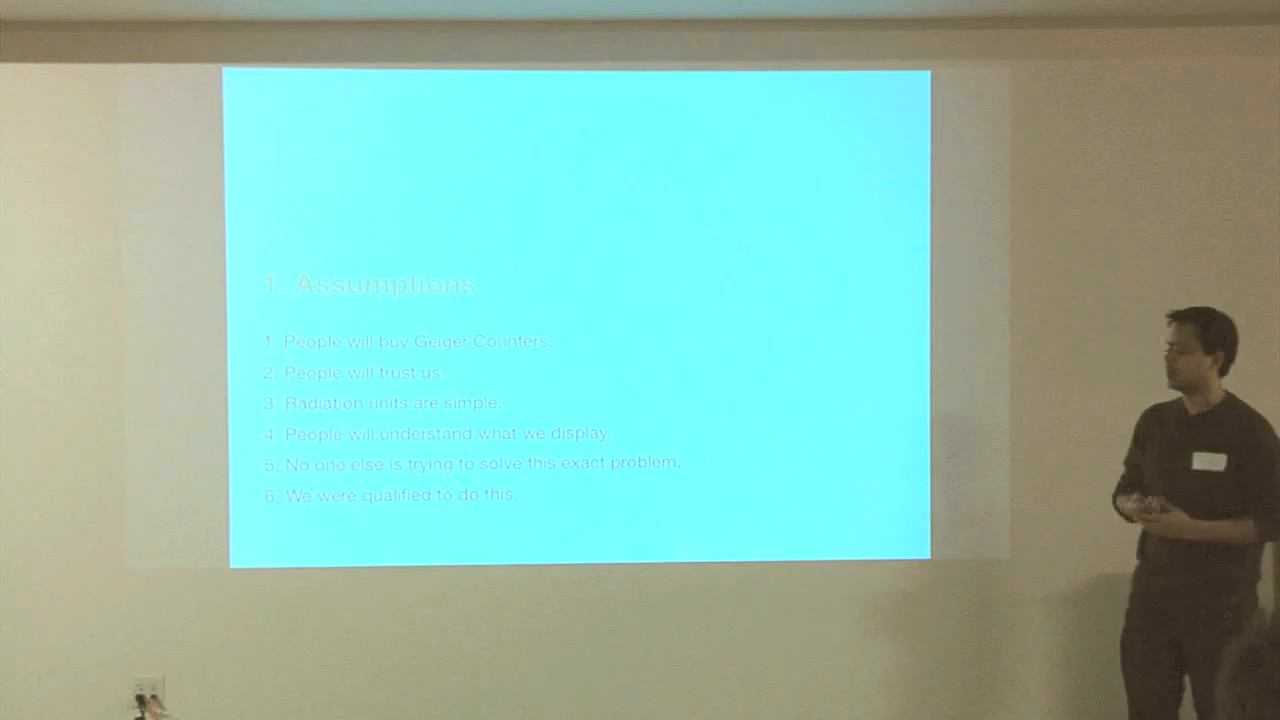 1. Assumptions
1. People will buy Geiger Counters.
2. People will trust us.
3. Radiation units are simple.
4. People will understand what we display.
5. No one else is trying to solve this exact problem.
6. We were qualified to do this.